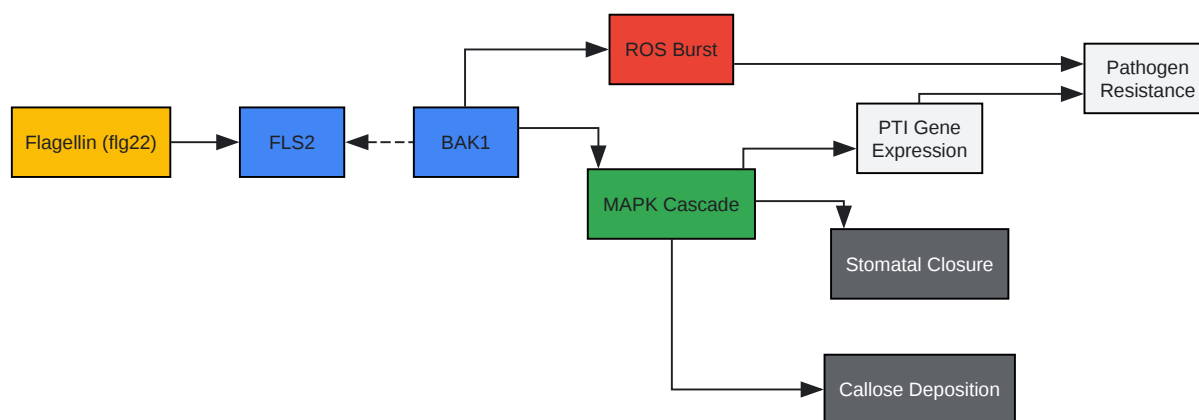 ROS Burst
Pathogen
Resistance
Flagellin (flg22)
FLS2
BAK1
PTI Gene
Expression
MAPK Cascade
Stomatal Closure
Callose Deposition